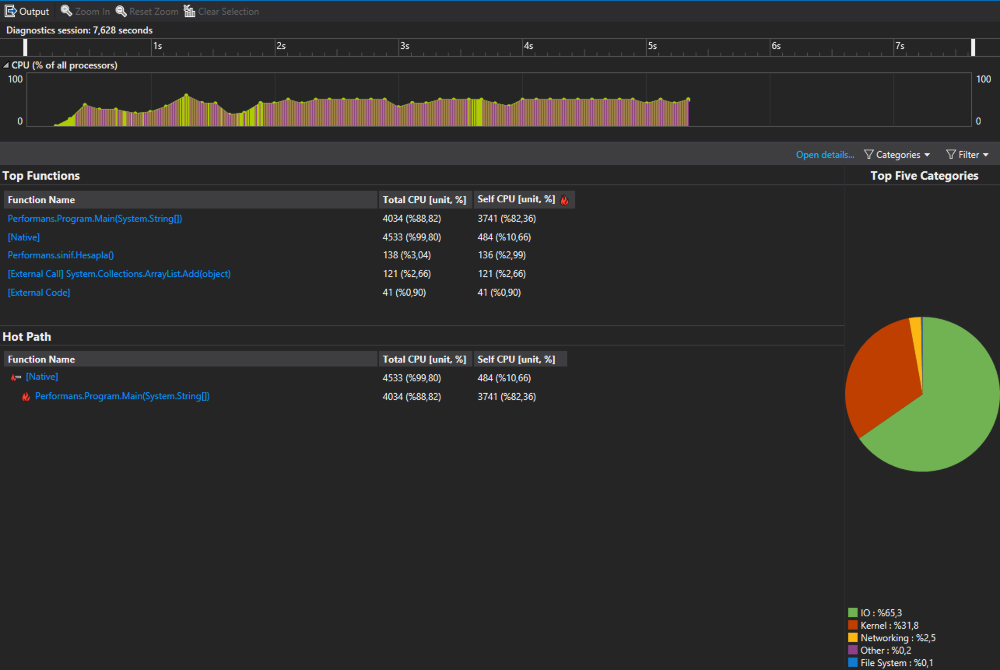 Output Zoom In Reset Zoom Clear Selection
Diagnostics session: 7,628 seconds
1s 2s 3s 4s 5s 6s 7s
CPU (% of all processors)
100 100
0 0
Open details... Categories Filter
Top Functions
Function Name Total CPU [unit, %] Self CPU [unit, %]
Performans.Program.Main(System.String[]) 4034 (%88,82) 3741 (%82,36)
[Native] 4533 (%99,80) 484 (%10,66)
Performans.sinif.Hesapla() 138 (%3,04) 136 (%2,99)
[External Call] System.Collections.ArrayList.Add(object) 121 (%2,66) 121 (%2,66)
[External Code] 41 (%0,90) 41 (%0,90)
Hot Path
Function Name Total CPU [unit, %] Self CPU [unit, %]
[Native] 4533 (%99,80) 484 (%10,66)
Performans.Program.Main(System.String[]) 4034 (%88,82) 3741 (%82,36)
Top Five Categories
IO : %65,3
Kernel : %31,8
Networking : %2,5
Other : %0,2
File System : %0,1